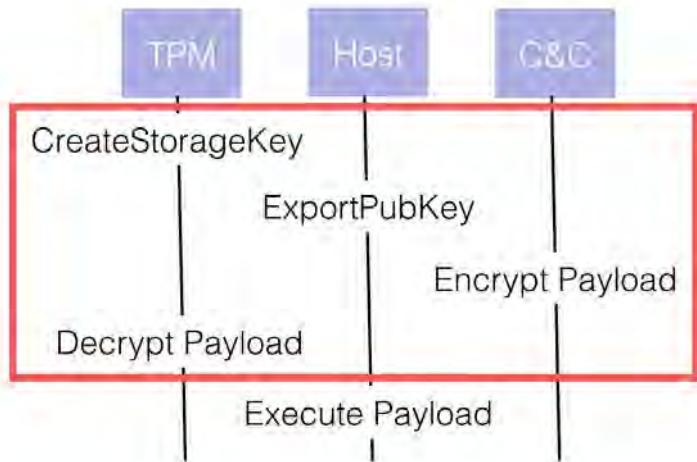 TPM Host C&C
CreateStorageKey
ExportPubKey
Encrypt Payload
Decrypt Payload
Execute Payload